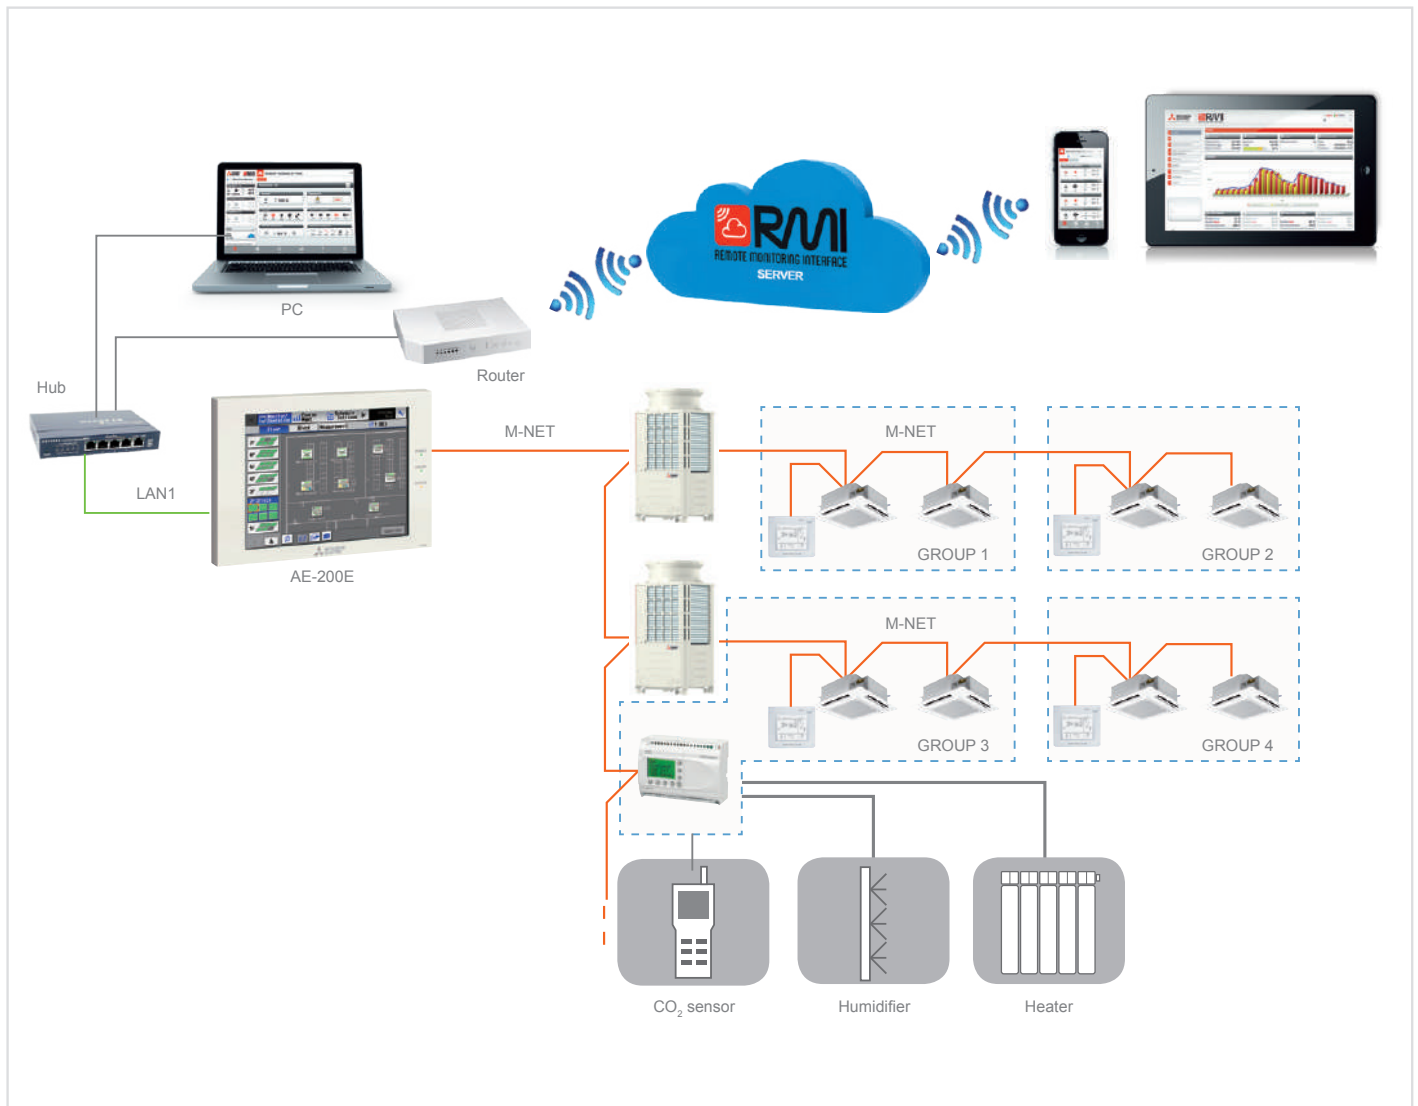 RMI
RMI
REMOTE MONITORING INTERFACE
SERVER
PC
Router
Hub
M-NET
M-NET
LAN1
GROUP 1
GROUP 2
AE-200E
M-NET
GROUP 3
GROUP 4
CO₂ sensor
Humidifier
Heater